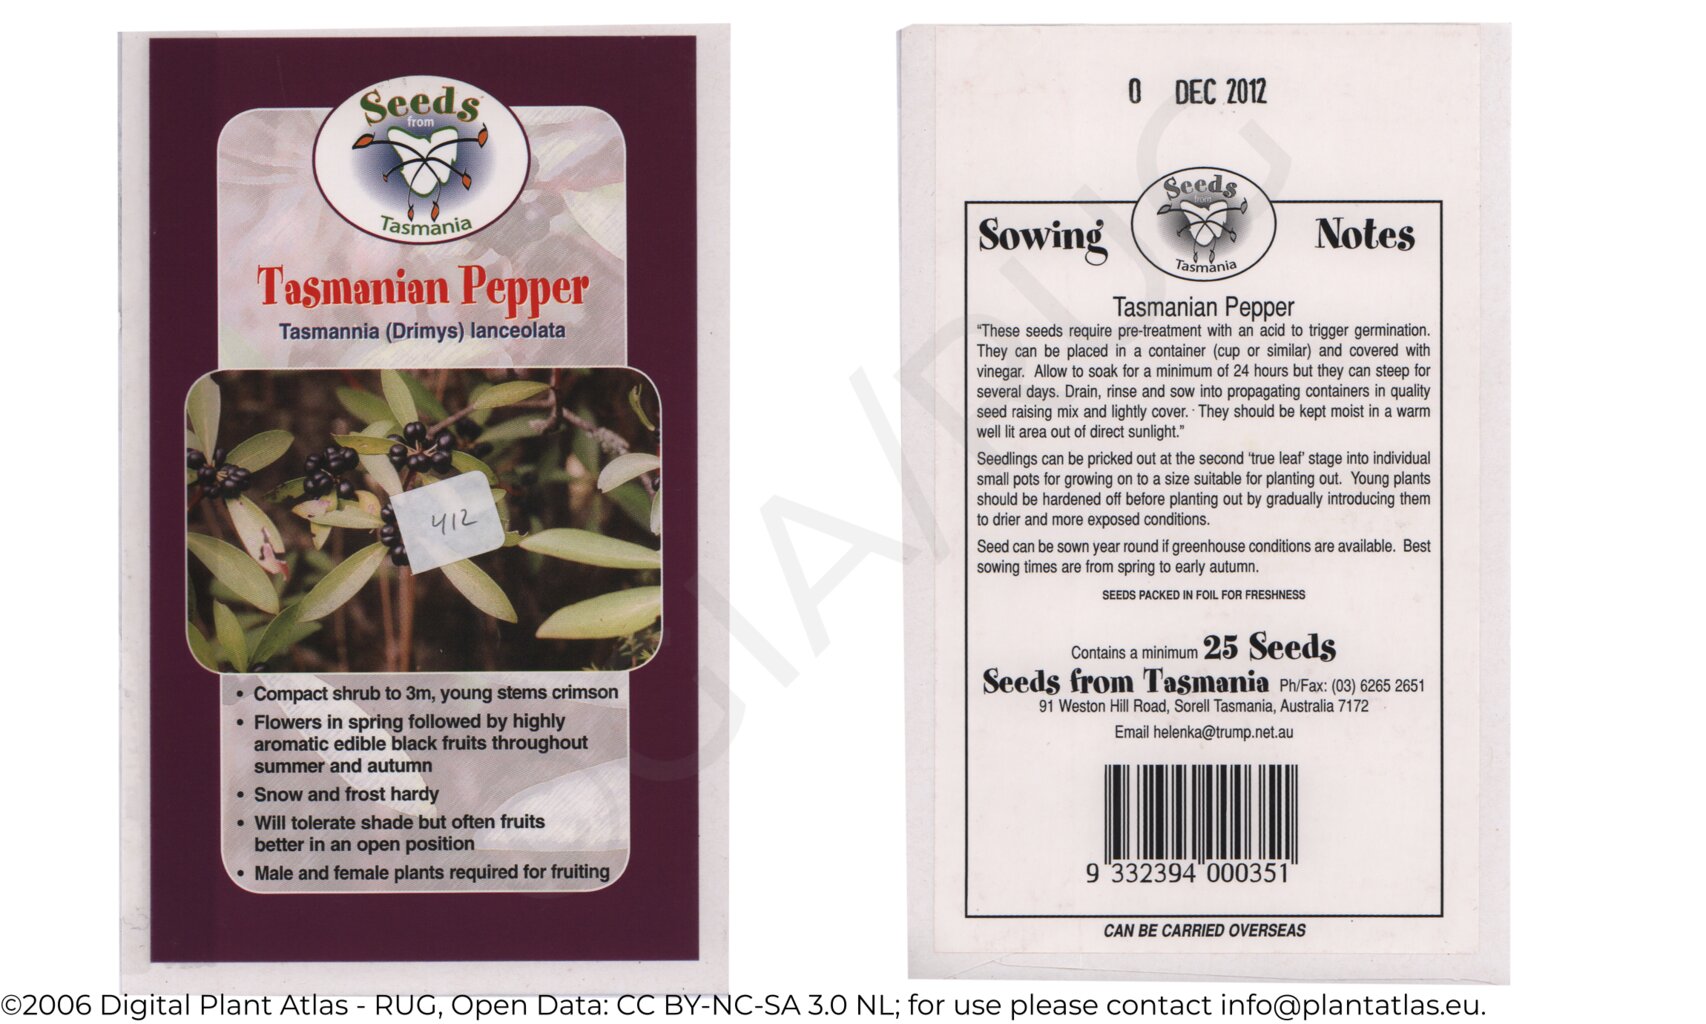 Seeds
from
Tasmania
Tasmanian Pepper
Tasmannia (Drimys) lanceolata
412
• Compact shrub to 3m, young stems crimson
• Flowers in spring followed by highly
aromatic edible black fruits throughout
summer and autumn
• Snow and frost hardy
• Will tolerate shade but often fruits
better in an open position
• Male and female plants required for fruiting
0 DEC 2012
Seeds
from
Tasmania
Sowing Notes
Tasmanian Pepper
“These seeds require pre-treatment with an acid to trigger germination.
They can be placed in a container (cup or similar) and covered with
vinegar. Allow to soak for a minimum of 24 hours but they can steep for
several days. Drain, rinse and sow into propagating containers in quality
seed raising mix and lightly cover. They should be kept moist in a warm
well lit area out of direct sunlight.”
Seedlings can be pricked out at the second ‘true leaf’ stage into individual
small pots for growing on to a size suitable for planting out. Young plants
should be hardened off before planting out by gradually introducing them
to drier and more exposed conditions.
Seed can be sown year round if greenhouse conditions are available. Best
sowing times are from spring to early autumn.
SEEDS PACKED IN FOIL FOR FRESHNESS
Contains a minimum 25 Seeds
Seeds from Tasmania Ph/Fax: (03) 6265 2651
91 Weston Hill Road, Sorell Tasmania, Australia 7172
Email helenka@trump.net.au
9 332394 000351
CAN BE CARRIED OVERSEAS
©2006 Digital Plant Atlas - RUG, Open Data: CC BY-NC-SA 3.0 NL; for use please contact info@plantatlas.eu.